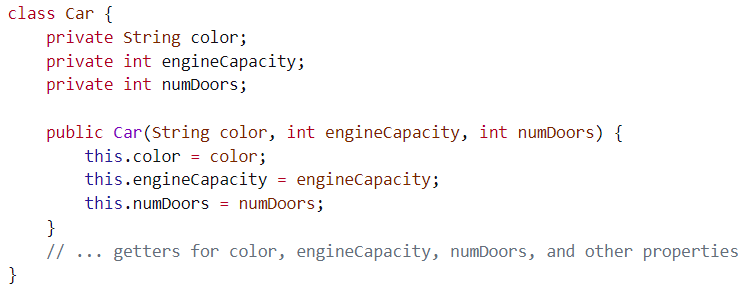 class Car {
    private String color;
    private int engineCapacity;
    private int numDoors;

    public Car(String color, int engineCapacity, int numDoors) {
        this.color = color;
        this.engineCapacity = engineCapacity;
        this.numDoors = numDoors;
    }
    // ... getters for color, engineCapacity, numDoors, and other properties
}